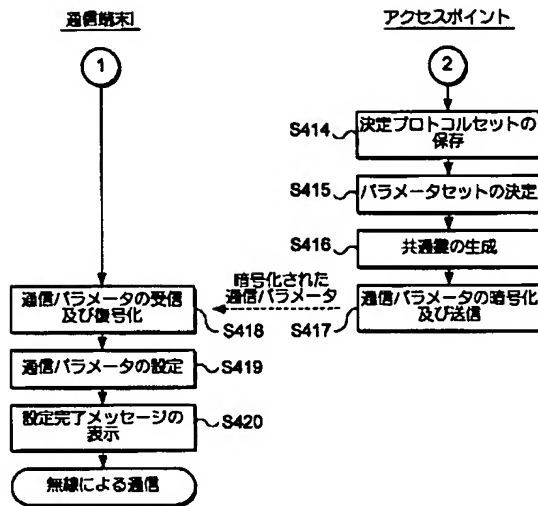 通信端末1
アクセスポイント
1
2
S414
決定プロトコルセットの
保存
S415
パラメータセットの決定
S416
共通鍵の生成
暗号化された
通信パラメータ
通信パラメータの受信
及び復号化
S418
S417
通信パラメータの暗号化
及び送信
通信パラメータの設定
S419
設定完了メッセージの
表示
S420
無線による通信